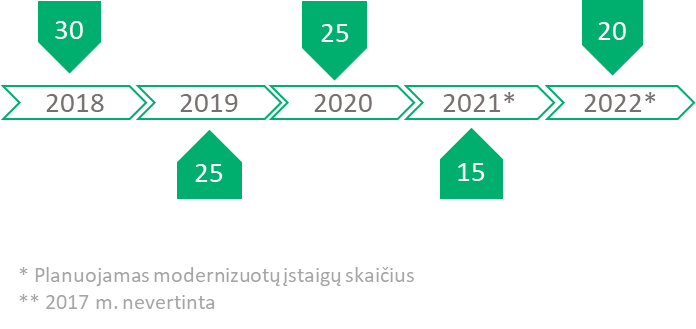 30 25 20
2018 2019 2020 2021* 2022*
25 15
* Planuojamas modernizuotų įstaigų skaičius
** 2017 m. nevertinta